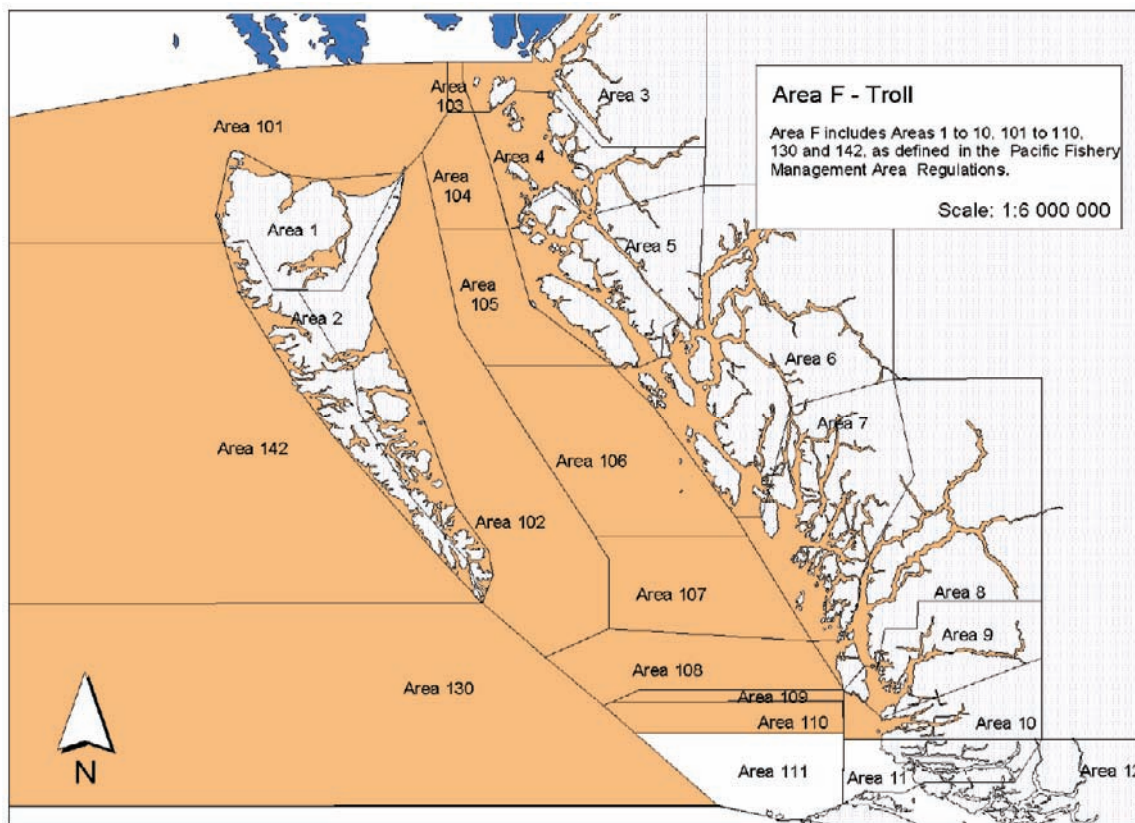 Area 3
Area 103
Area F - Troll
Area F includes Areas 1 to 10, 101 to 110,
130 and 142, as defined in the Pacific Fishery
Management Area Regulations.
Scale: 1:6 000 000
Area 101
Area 4
Area
104
Area 1
Area 5
Area
105
Area 2
Area 6
Area 7
Area 142
Area 106
Area 102
Area 107
Area 8
Area 9
Area 108
Area 130
Area 109
Area 110
Area 10
Area 111
Area 11
Area 12
N